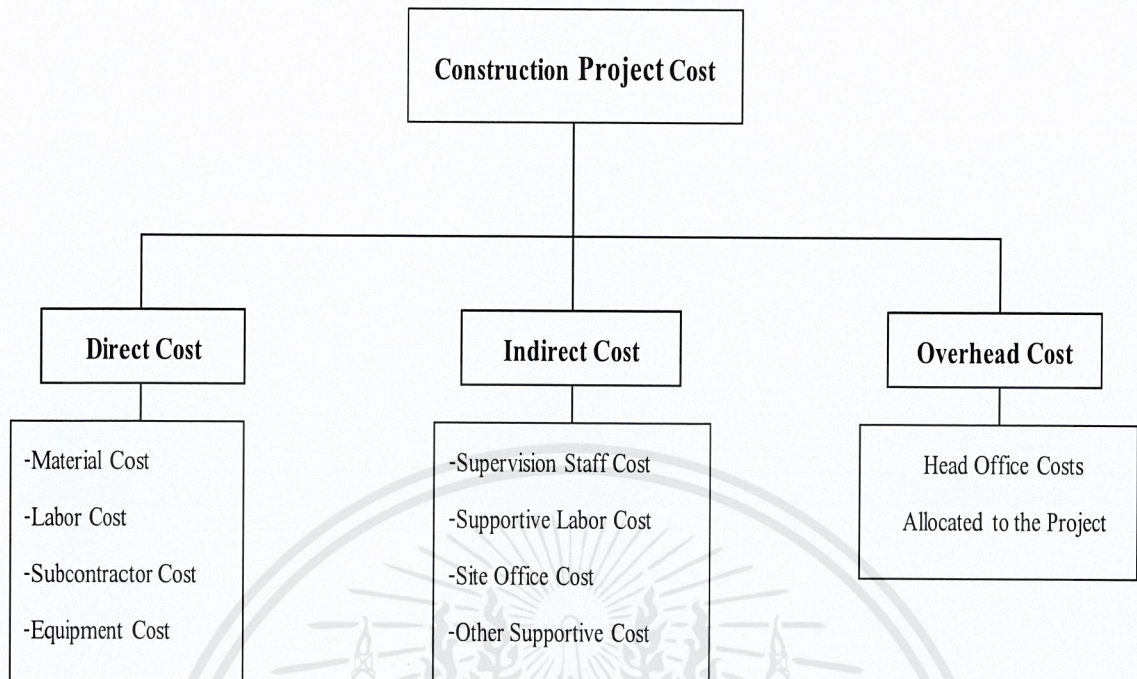 Construction Project Cost
Direct Cost
-Material Cost
-Labor Cost
-Subcontractor Cost
-Equipment Cost
Indirect Cost
-Supervision Staff Cost
-Supportive Labor Cost
-Site Office Cost
-Other Supportive Cost
Overhead Cost
Head Office Costs
Allocated to the Project